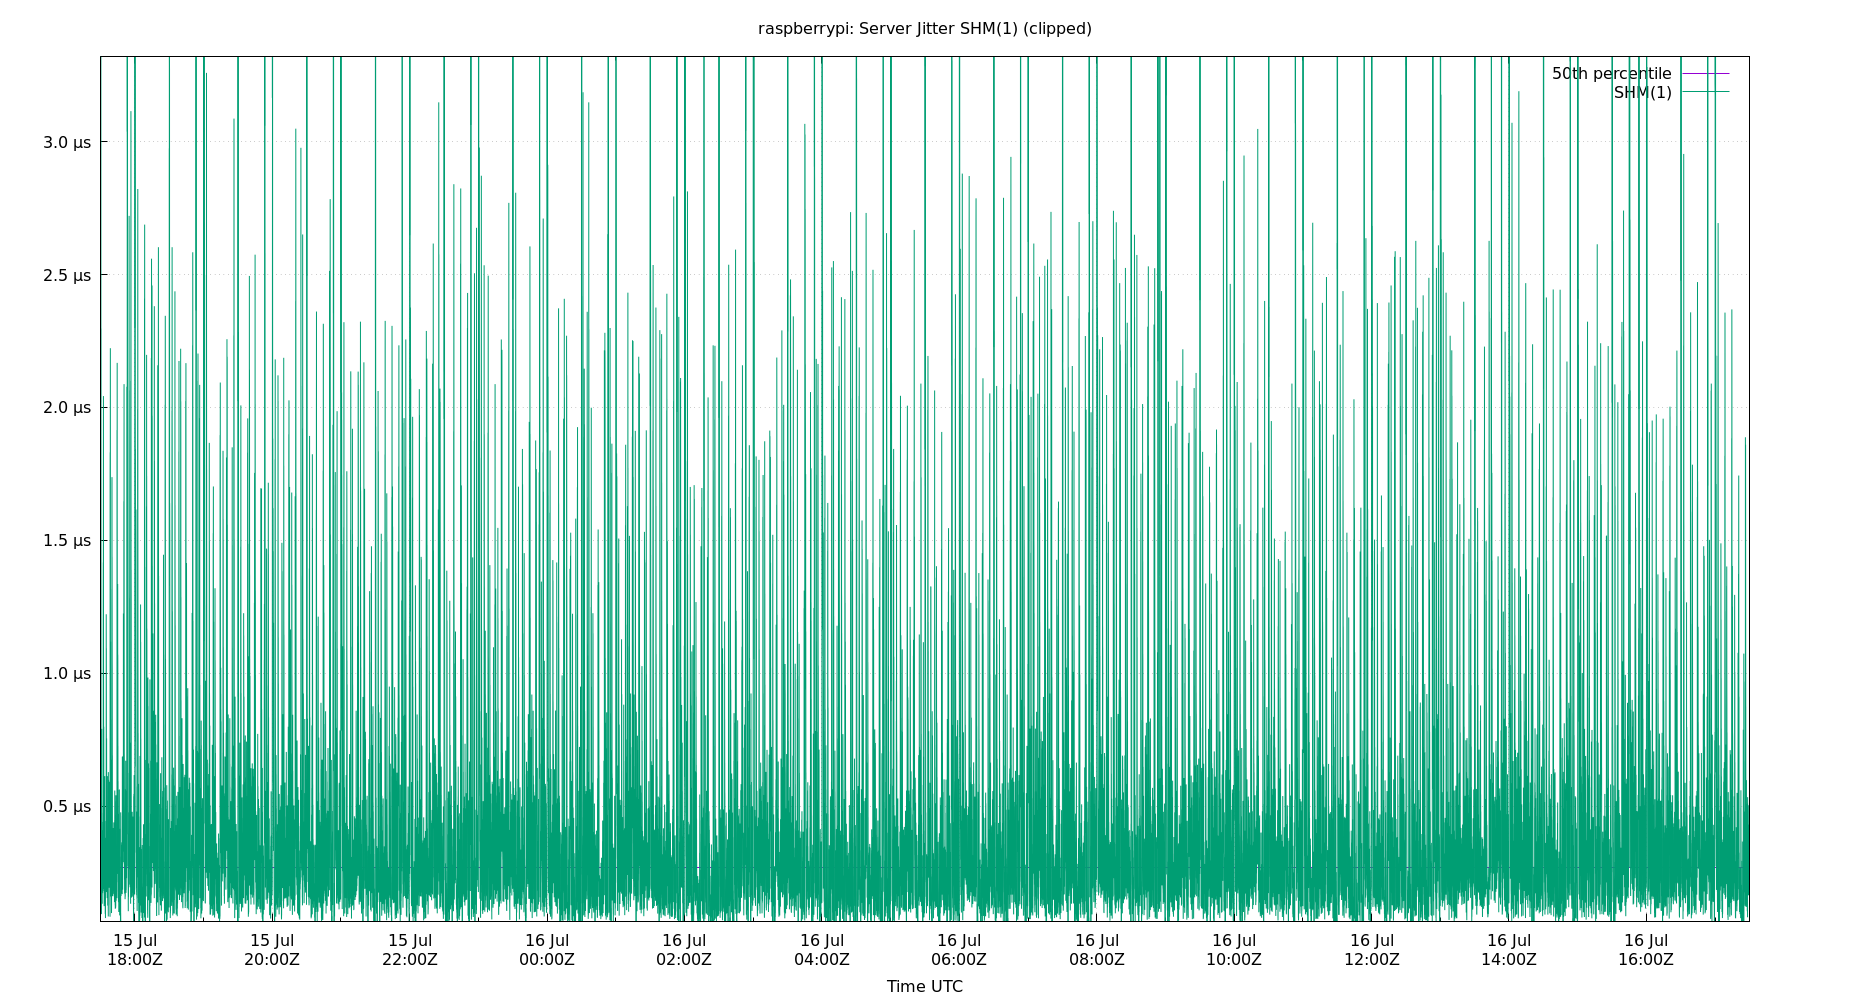 raspberrypi: Server Jitter SHM(1) (clipped)
50th percentile
SHM(1)
3.0 µs
2.5 µs
2.0 µs
1.5 µs
1.0 µs
0.5 µs
15 Jul 15 Jul 15 Jul 16 Jul 16 Jul 16 Jul 16 Jul 16 Jul 16 Jul 16 Jul 16 Jul 16 Jul
18:00Z 20:00Z 22:00Z 00:00Z 02:00Z 04:00Z 06:00Z 08:00Z 10:00Z 12:00Z 14:00Z 16:00Z
Time UTC